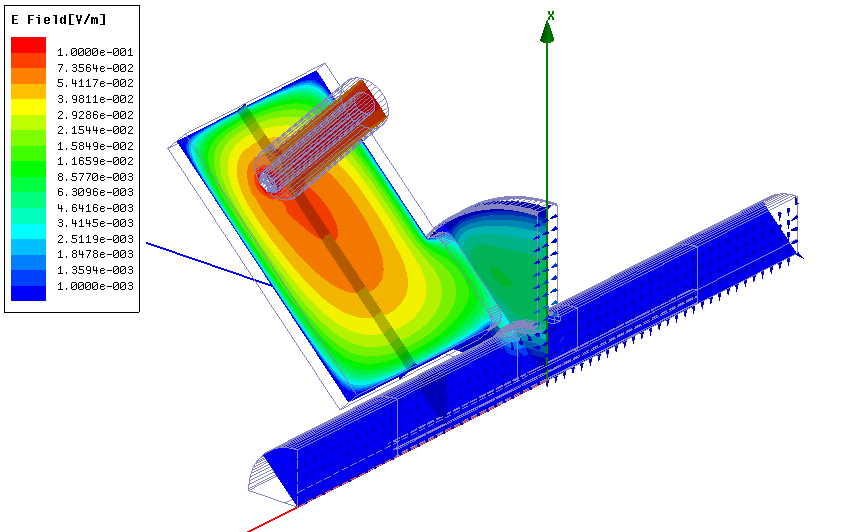 E Field[V/m]
1.0000e-001
7.3564e-002
5.4117e-002
3.9811e-002
2.9286e-002
2.1544e-002
1.5849e-002
1.1659e-002
8.5770e-003
6.3096e-003
4.6416e-003
3.4145e-003
2.5119e-003
1.8478e-003
1.3594e-003
1.0000e-003
X